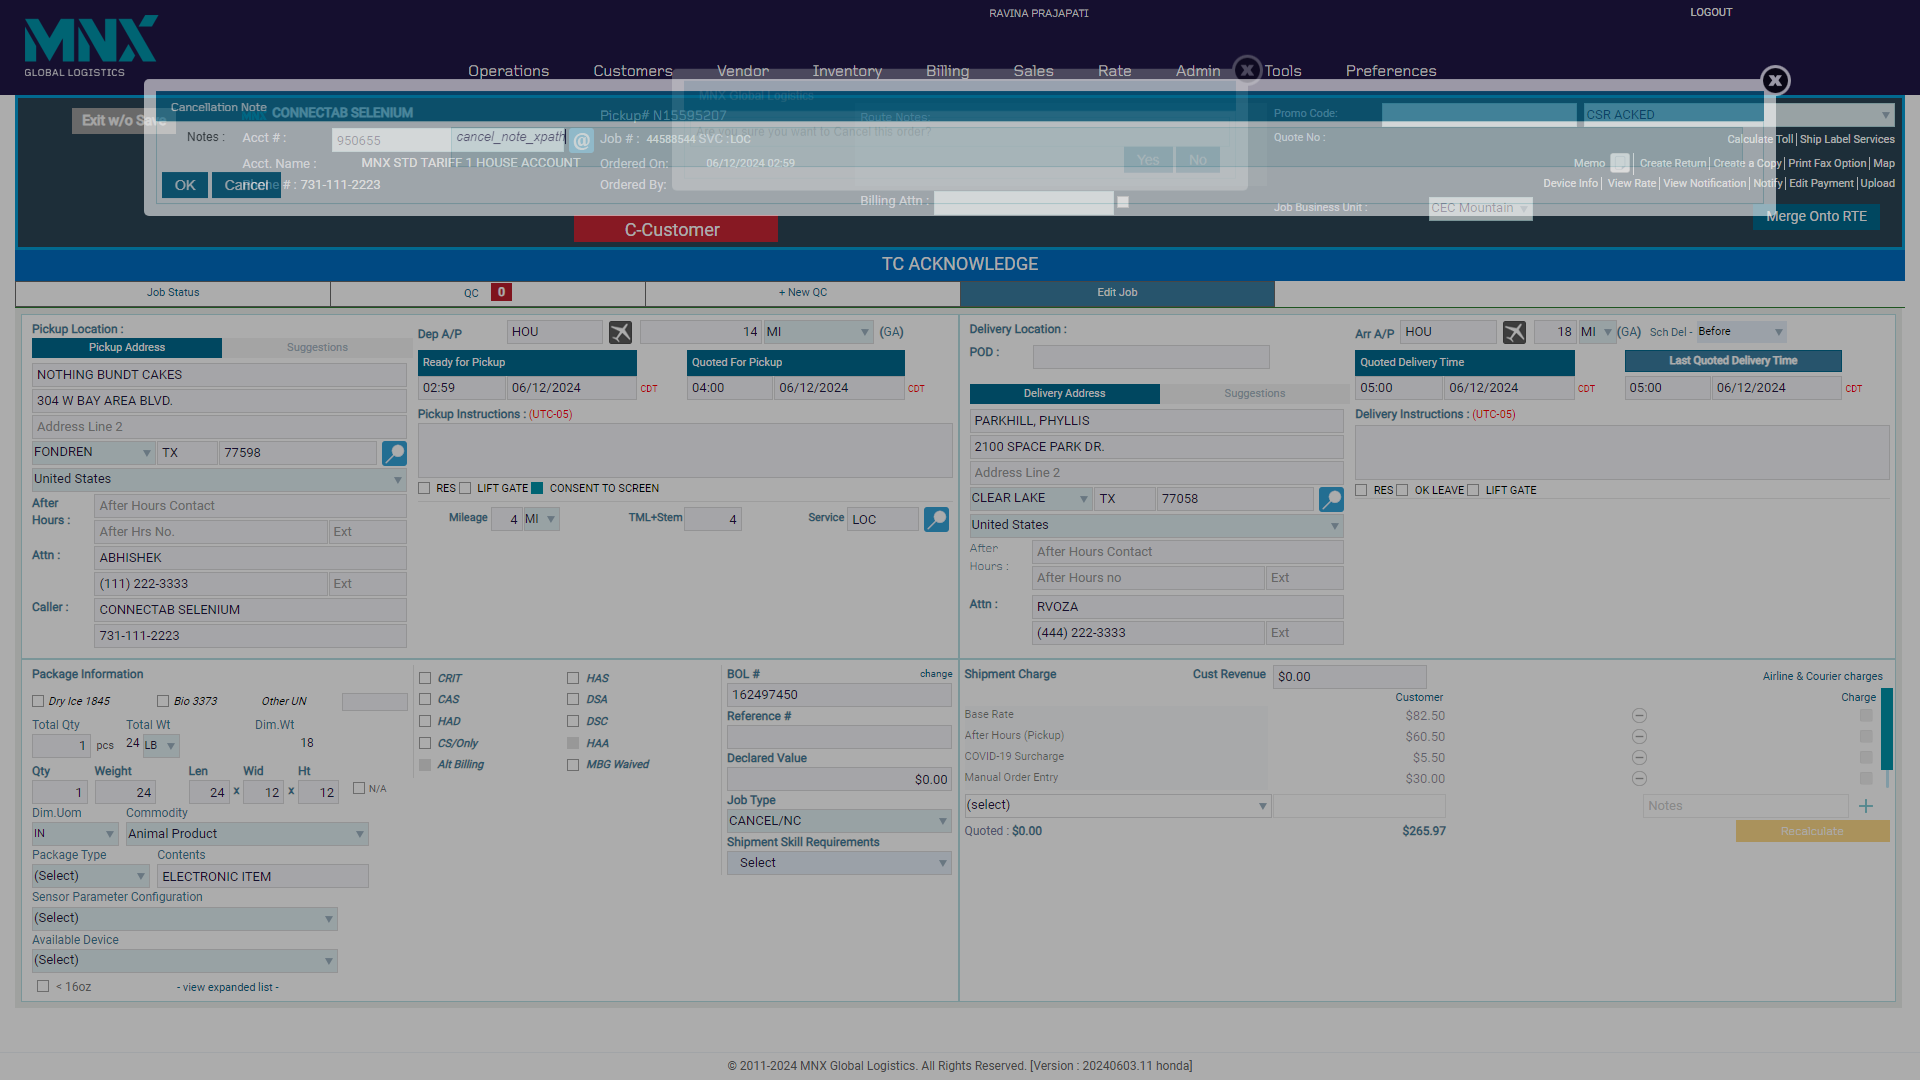 RAVINA PRAJAPATI
LOGOUT
MNX
GLOBAL LOGISTICS
Operations
Customers
Vendor
Inventory
Billing
Sales
Rate
Admin
Tools
Preferences
Cancellation Note
Notes :
cancel_note_xpath
OK
Cancel
MNX Global Logistics
Are you sure you want to Cancel this order?
Yes
No
Exit w/o Save
CONNECTAB SELENIUM
Pickup# N15595207
Route Notes:
Promo Code:
CSR ACKED
Acct # :
950655
@
Job # : 44588544 SVC :LOC
Quote No :
Calculate Toll | Ship Label Services
Acct. Name : MNX STD TARIFF 1 HOUSE ACCOUNT
Ordered On: 06/12/2024 02:59
Memo | Create Return | Create a Copy | Print Fax Option | Map
# : 731-111-2223
Ordered By:
Device Info | View Rate | View Notification | Notify | Edit Payment | Upload
Billing Attn :
Job Business Unit :
CEC Mountain
Merge Onto RTE
C-Customer
TC ACKNOWLEDGE
Job Status
QC 0
+ New QC
Edit Job
Pickup Location :
Pickup Address
Suggestions
NOTHING BUNDT CAKES
304 W BAY AREA BLVD.
Address Line 2
FONDREN
TX
77598
United States
After Hours :
After Hours Contact
After Hrs No.
Ext
Attn :
ABHISHEK
(111) 222-3333
Ext
Caller :
CONNECTAB SELENIUM
731-111-2223
Dep A/P
HOU
14
MI
(GA)
Ready for Pickup
02:59
06/12/2024
CDT
Quoted For Pickup
04:00
06/12/2024
CDT
Pickup Instructions : (UTC-05)
RES
LIFT GATE
CONSENT TO SCREEN
Mileage
4
MI
TML+Stem
4
Service
LOC
Delivery Location :
POD :
Delivery Address
Suggestions
PARKHILL, PHYLLIS
2100 SPACE PARK DR.
Address Line 2
CLEAR LAKE
TX
77058
United States
After Hours :
After Hours Contact
After Hours no
Ext
Attn :
RVOZA
(444) 222-3333
Ext
Arr A/P
HOU
18
MI
(GA)
Sch Del -
Before
Quoted Delivery Time
05:00
06/12/2024
CDT
Last Quoted Delivery Time
05:00
06/12/2024
CDT
Delivery Instructions : (UTC-05)
RES
OK LEAVE
LIFT GATE
Package Information
Dry Ice 1845
Bio 3373
Other UN
Total Qty
Total Wt
Dim.Wt
1
pcs
24
LB
18
Qty
Weight
Len
Wid
Ht
1
24
24
x
12
x
12
N/A
Dim.Uom
Commodity
IN
Animal Product
Package Type
Contents
(Select)
ELECTRONIC ITEM
Sensor Parameter Configuration
(Select)
Available Device
(Select)
< 16oz
- view expanded list -
CRIT
HAS
CAS
DSA
HAD
DSC
CS/Only
HAA
Alt Billing
MBG Waived
BOL #
change
162497450
Reference #
Declared Value
$0.00
Job Type
CANCEL/NC
Shipment Skill Requirements
Select
Shipment Charge
Cust Revenue
$0.00
Airline & Courier charges
Customer
Charge
Base Rate
$82.50
After Hours (Pickup)
$60.50
COVID-19 Surcharge
$5.50
Manual Order Entry
$30.00
(select)
Notes
Quoted : $0.00
$265.97
Recalculate
© 2011-2024 MNX Global Logistics. All Rights Reserved. [Version : 20240603.11 honda]